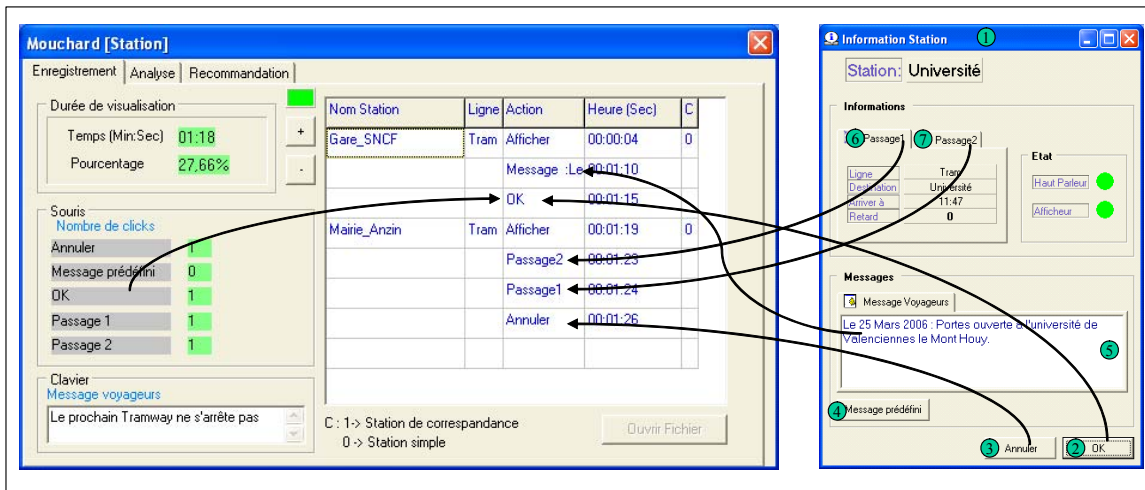 Mouchard [Station]
Enregistrement Analyse Recommandation
Durée de visualisation
Temps (Min:Sec) 01:18
Pourcentage 27,66%
+
-
Souris
Nombre de clicks
Annuler 1
Message prédéfini 0
OK 1
Passage 1 1
Passage 2 1
Clavier
Message voyageurs
Le prochain Tramway ne s'arrête pas
Nom Station Ligne Action Heure (Sec) C
Gare_SNCF Tram Afficher 00:00:04 0
Message :Le 00:01:10
OK 00:01:15
Mairie_Anzin Tram Afficher 00:01:19 0
Passage2 00:01:23
Passage1 00:01:24
Annuler 00:01:26
C : 1-> Station de correspandance
0 -> Station simple
Ouvrir Fichier
Information Station 1
Station: Université
Informations
6 Passage1 7 Passage2
Ligne Tram
Destination Université
Arriver à 11:47
Retard 0
Etat
Haut Parleur
Afficheur
Messages
Message Voyageurs
Le 25 Mars 2006 : Portes ouverte à l'université de
Valenciennes le Mont Houy.
5
4 Message prédéfini
3 Annuler 2 OK